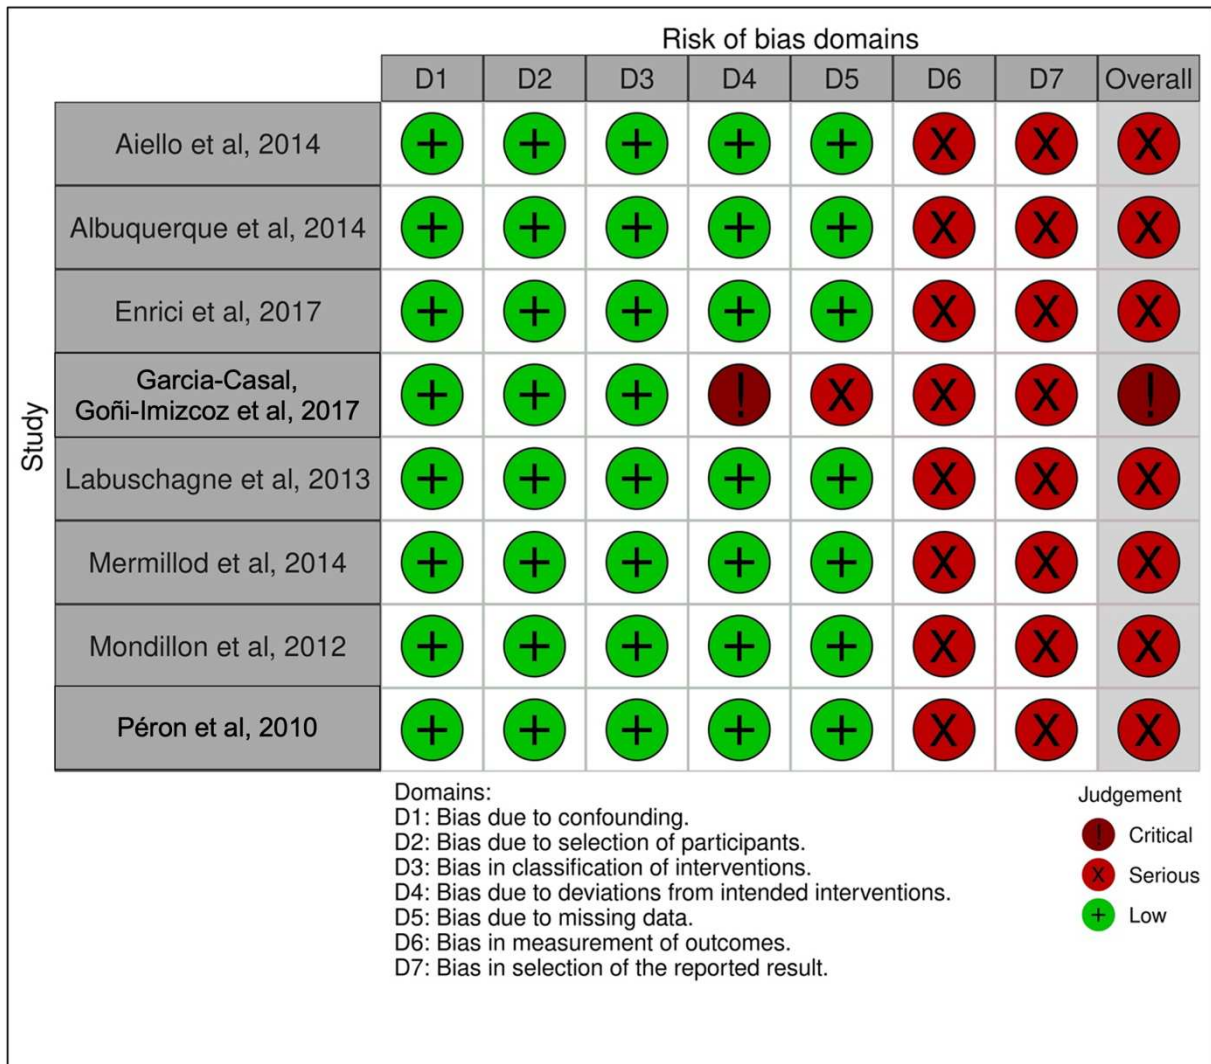 Risk of bias domains
D1 D2 D3 D4 D5 D6 D7 Overall
Study
Aiello et al, 2014 + + + + + X X X
Albuquerque et al, 2014 + + + + + X X X
Enrici et al, 2017 + + + + + X X X
Garcia-Casal,
Goñi-Imizcoz et al, 2017 + + + ! X X X !
Labuschagne et al, 2013 + + + + + X X X
Mermillod et al, 2014 + + + + + X X X
Mondillon et al, 2012 + + + + + X X X
Péron et al, 2010 + + + + + X X X
Domains:
D1: Bias due to confounding.
D2: Bias due to selection of participants.
D3: Bias in classification of interventions.
D4: Bias due to deviations from intended interventions.
D5: Bias due to missing data.
D6: Bias in measurement of outcomes.
D7: Bias in selection of the reported result.
Judgement
! Critical
X Serious
+ Low